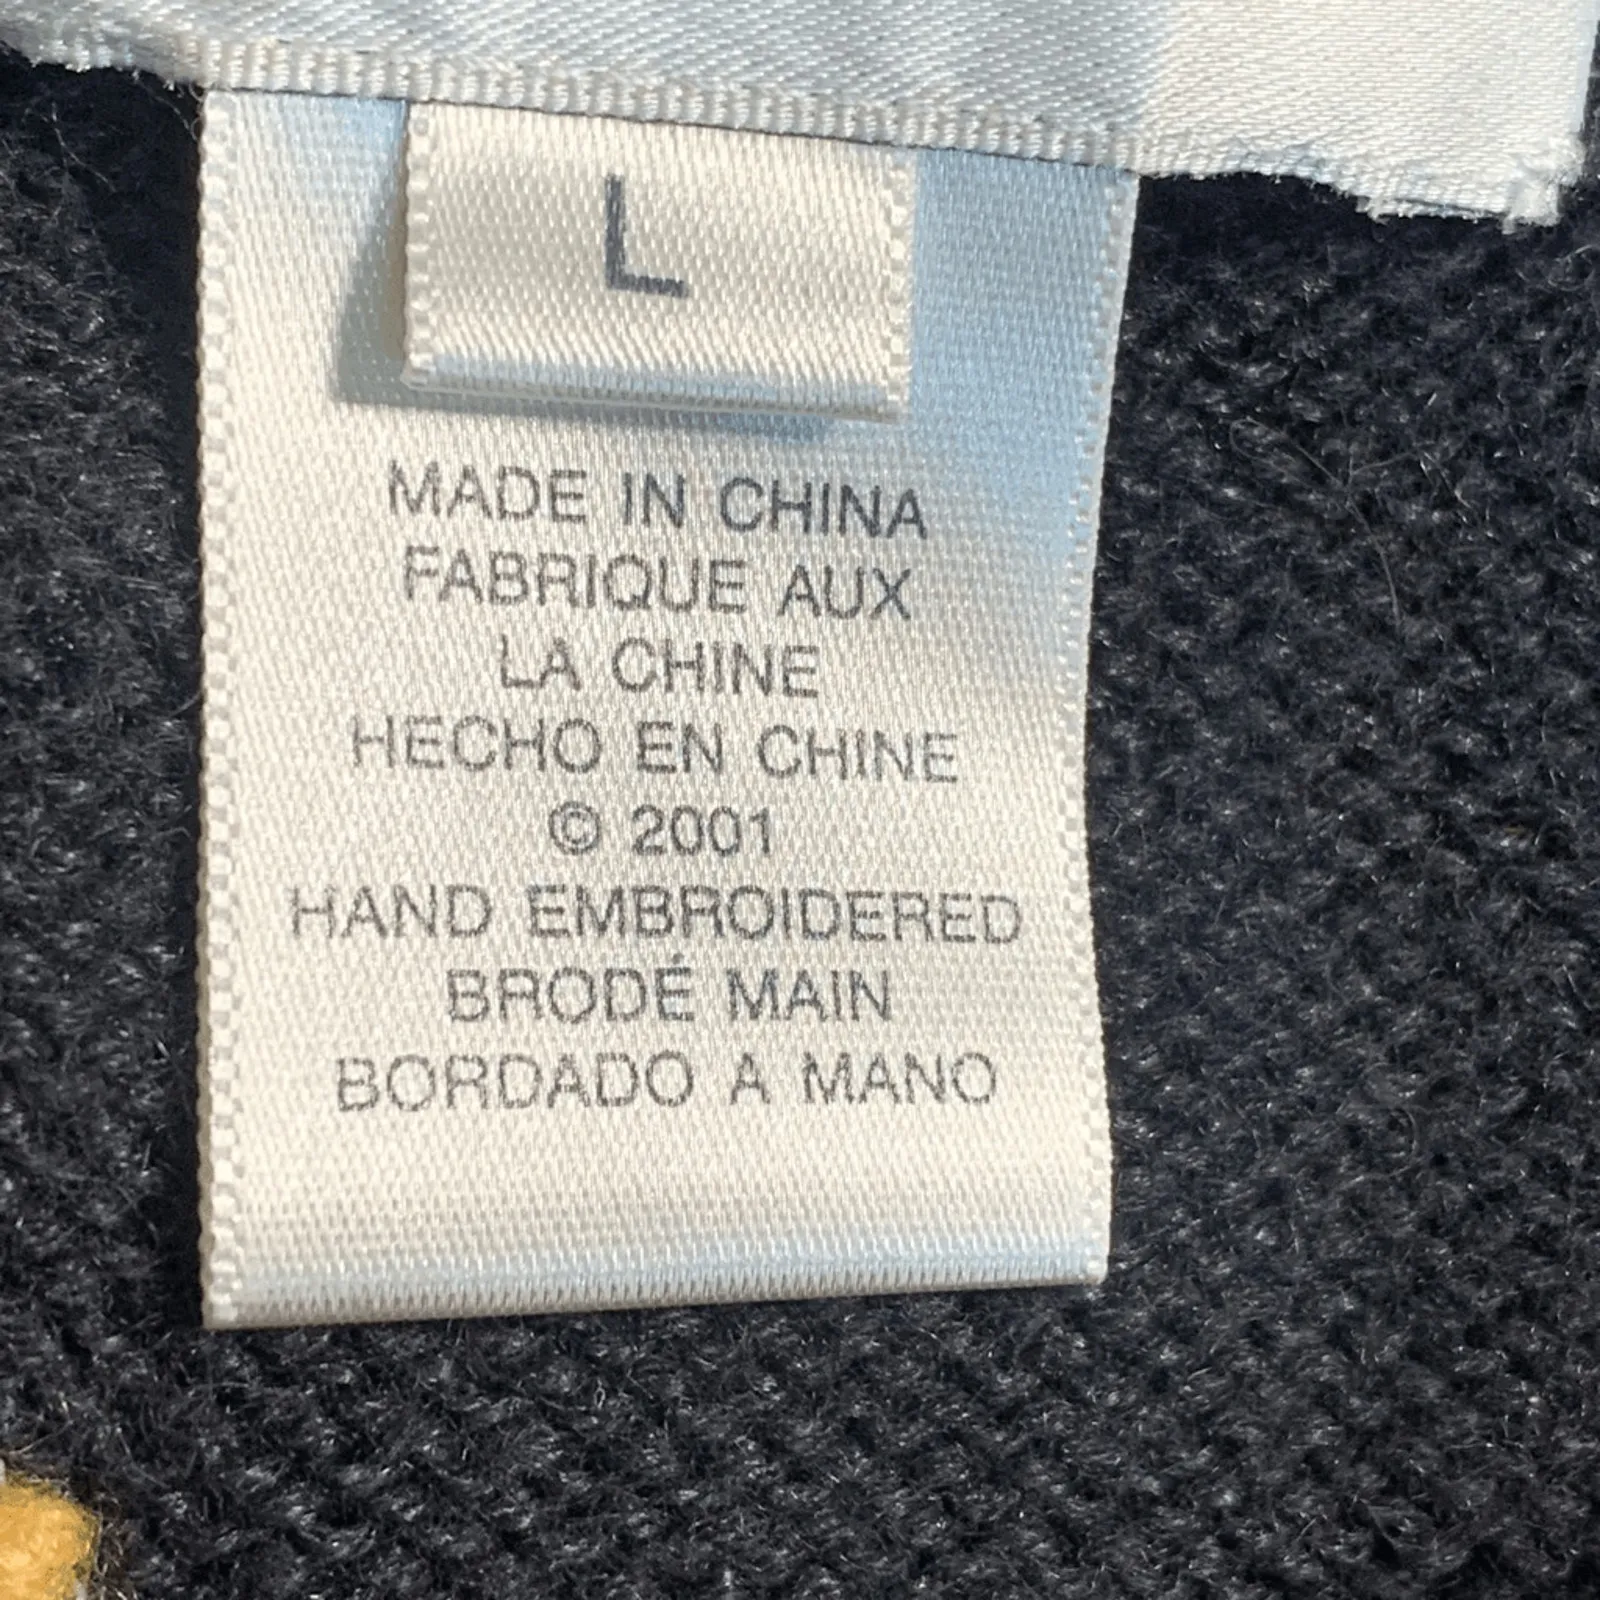 L
MADE IN CHINA
FABRIQUE AUX
LA CHINE
HECHO EN CHINE
© 2001
HAND EMBROIDERED
BRODÉ MAIN
BORDADO A MANO